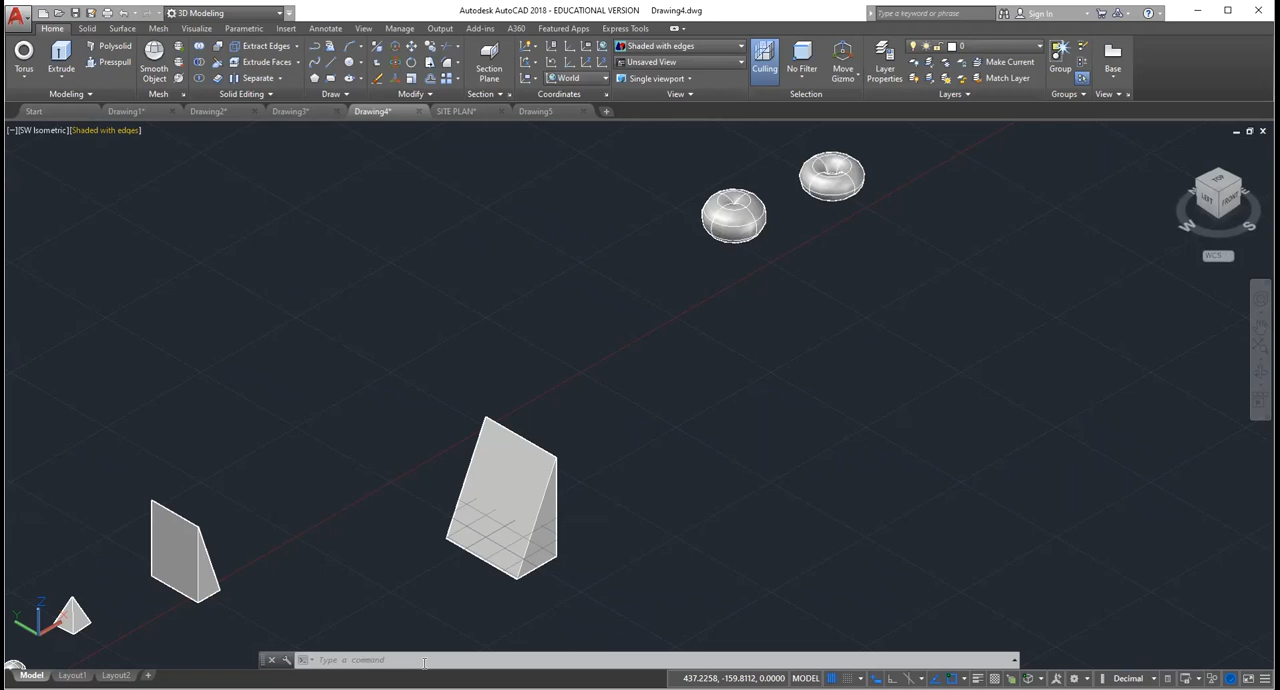 3D Modeling
Autodesk AutoCAD 2018 - EDUCATIONAL VERSION Drawing4.dwg
Type a keyword or phrase
Sign In
Home Solid Surface Mesh Visualize Parametric Insert Annotate View Manage Output Add-ins A360 Featured Apps Express Tools
Torus
Extrude
Polysolid
Presspull
Modeling
Smooth
Object
Mesh
Extract Edges
Extrude Faces
Separate
Solid Editing
Draw
Modify
Section
Plane
Section
World
Coordinates
Shaded with edges
Unsaved View
Single viewport
View
Culling
No Filter
Move
Gizmo
Selection
Layer
Properties
0
Make Current
Match Layer
Layers
Group
Groups
Base
View
Start Drawing1* Drawing2* Drawing3* Drawing4* SITE PLAN* Drawing5
[−][SW Isometric][Shaded with edges]
TOP
LEFT
FRONT
W
S
WCS
Z
Y
X
Type a command
Model Layout1 Layout2
437.2258, -159.8112, 0.0000 MODEL
Decimal